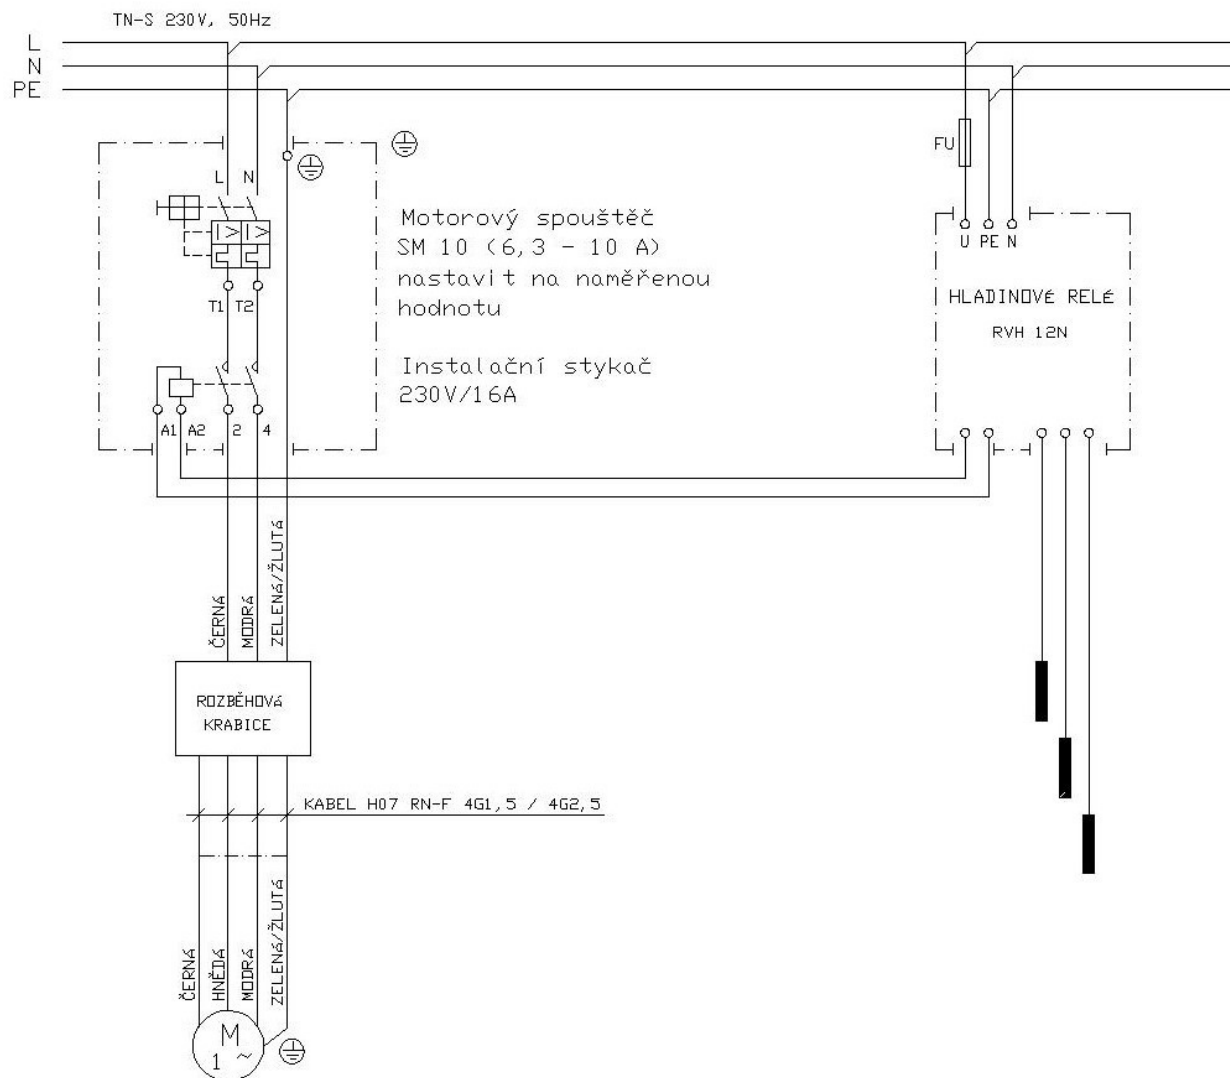 TN-S 230V, 50Hz
L
N
PE
FU
L N
U PE N
Motorový spouštěč
SM 10 (6,3 - 10 A)
nastavit na naměřenou
hodnotu
I> I>
T1 T2
HLADINOVÉ RELÉ
RVH 12N
Instalační stykač
230V/16A
A1 A2 2 4
ČERNÁ
MODRÁ
ZELENÁ/ŽLUTÁ
ROZBĚHOVÁ
KRABICE
KABEL H07 RN-F 4G1,5 / 4G2,5
ČERNÁ
HNĚDÁ
MODRÁ
ZELENÁ/ŽLUTÁ
M
1 ~